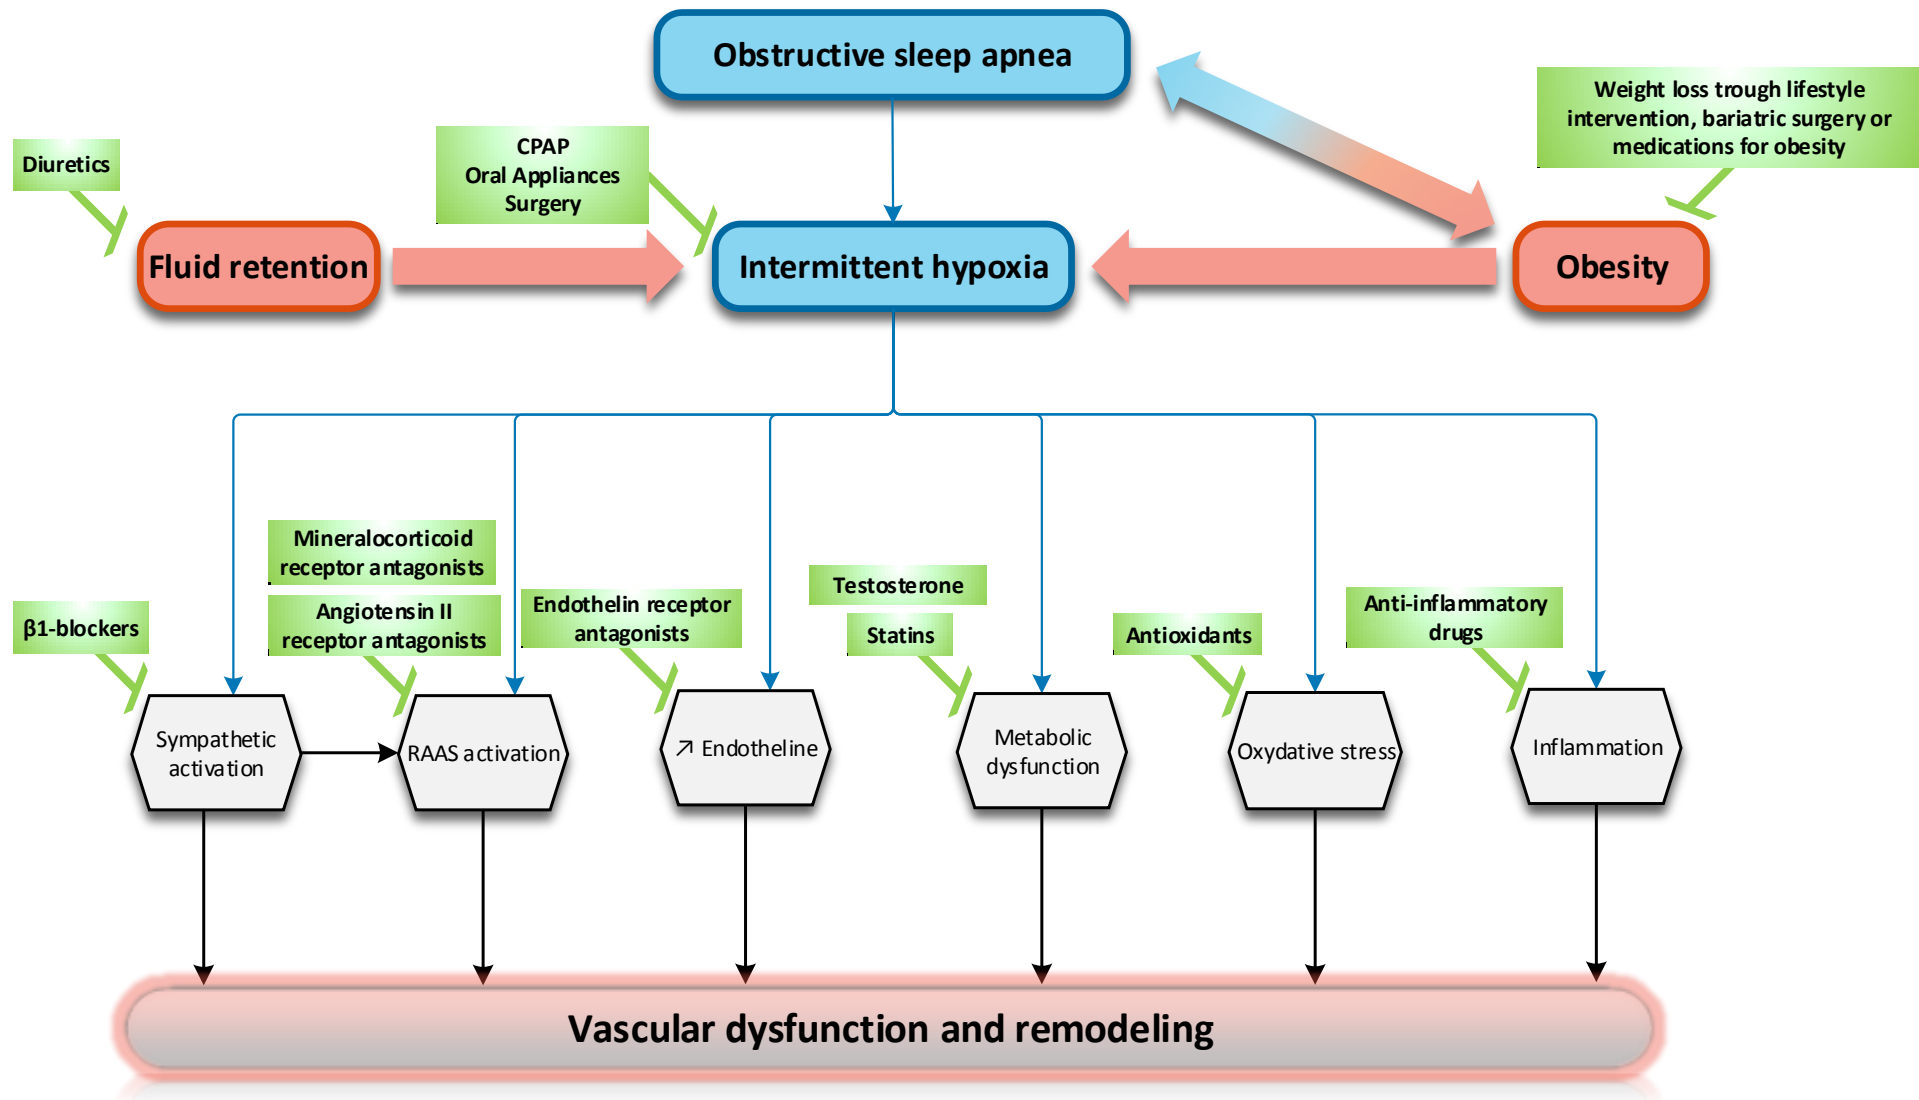 Obstructive sleep apnea
Weight loss trough lifestyle
intervention, bariatric surgery or
medications for obesity
Diuretics
CPAP
Oral Appliances
Surgery
Fluid retention
Intermittent hypoxia
Obesity
Mineralocorticoid
receptor antagonists
Angiotensin II
receptor antagonists
β1-blockers
Endothelin receptor
antagonists
Testosterone
Statins
Antioxidants
Anti-inflammatory
drugs
Sympathetic
activation
RAAS activation
↗ Endotheline
Metabolic
dysfunction
Oxydative stress
Inflammation
Vascular dysfunction and remodeling